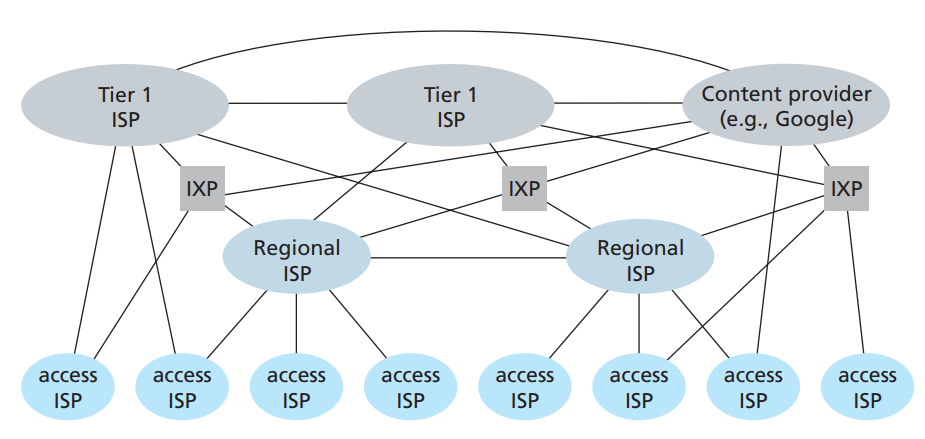 Tier 1
ISP
Tier 1
ISP
Content provider
(e.g., Google)
IXP
IXP
IXP
Regional
ISP
Regional
ISP
access
ISP
access
ISP
access
ISP
access
ISP
access
ISP
access
ISP
access
ISP
access
ISP